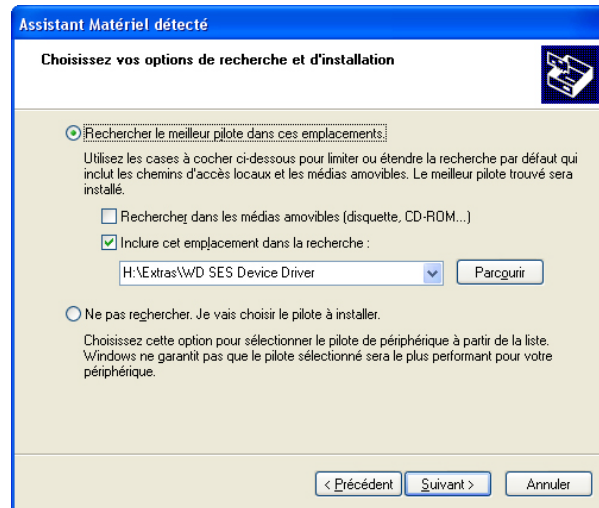 Assistant Matériel détecté
Choisissez vos options de recherche et d'installation
Rechercher le meilleur pilote dans ces emplacements.
Utilisez les cases à cocher ci-dessous pour limiter ou étendre la recherche par défaut qui
inclut les chemins d'accès locaux et les médias amovibles. Le meilleur pilote trouvé sera
installé.
Rechercher dans les médias amovibles (disquette, CD-ROM...)
Inclure cet emplacement dans la recherche :
H:\Extras\WD SES Device Driver
Parcourir
Ne pas rechercher. Je vais choisir le pilote à installer.
Choisissez cette option pour sélectionner le pilote de périphérique à partir de la liste.
Windows ne garantit pas que le pilote sélectionné sera le plus performant pour votre
périphérique.
< Précédent Suivant > Annuler